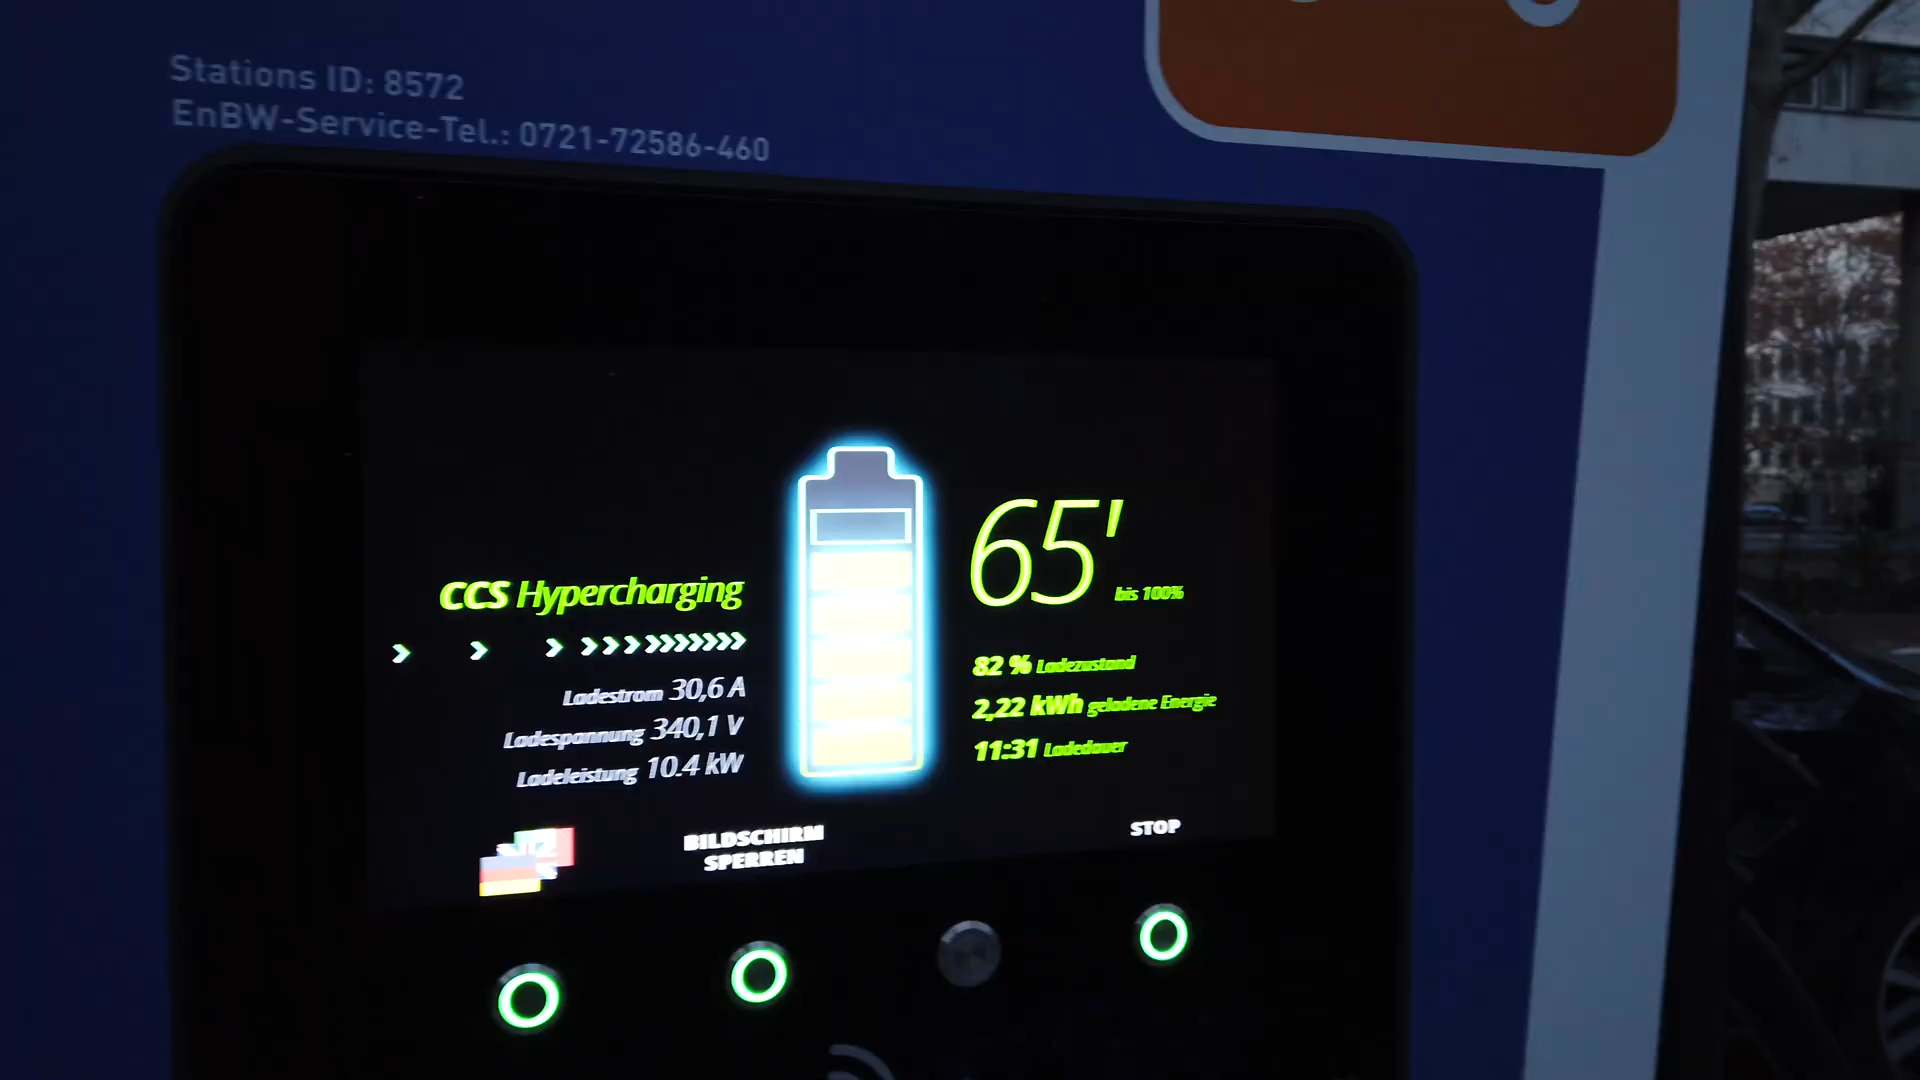 Stations ID: 8572
EnBW-Service-Tel.: 0721-72586-460
CCS Hypercharging
Ladestrom 30,6 A
Ladespannung 340,1 V
Ladeleistung 10.4 kW
65'
bis 100%
82 % Ladezustand
2,22 kWh geladene Energie
11:31 Ladedauer
BILDSCHIRM
SPERREN
STOP